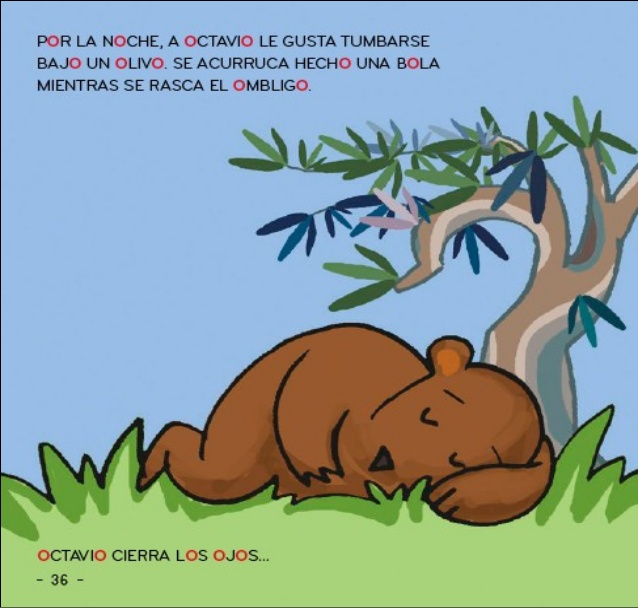 POR LA NOCHE, A OCTAVIO LE GUSTA TUMBARSE
BAJO UN OLIVO. SE ACURRUCA HECHO UNA BOLA
MIENTRAS SE RASCA EL OMBLIGO.
OCTAVIO CIERRA LOS OJOS...
- 36 -